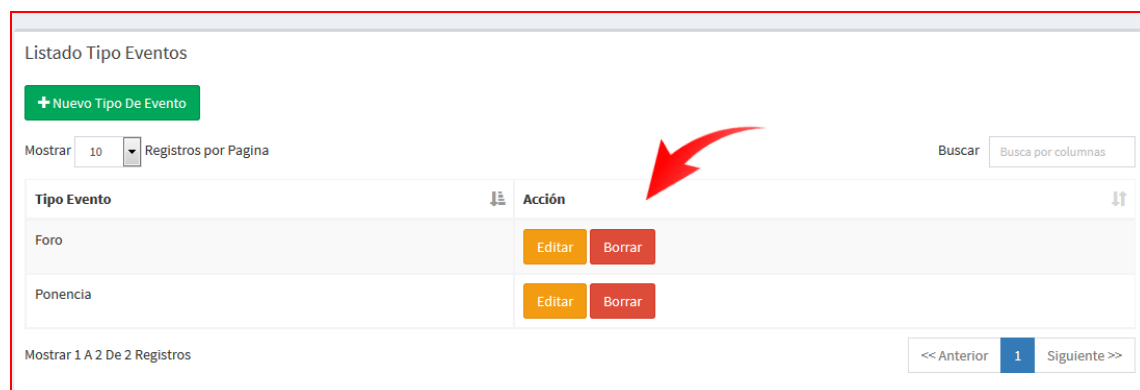 Listado Tipo Eventos
+ Nuevo Tipo De Evento
Mostrar 10 Registros por Pagina Buscar Busca por columnas
Tipo Evento Acción
Foro Editar Borrar
Ponencia Editar Borrar
Mostrar 1 A 2 De 2 Registros << Anterior 1 Siguiente >>